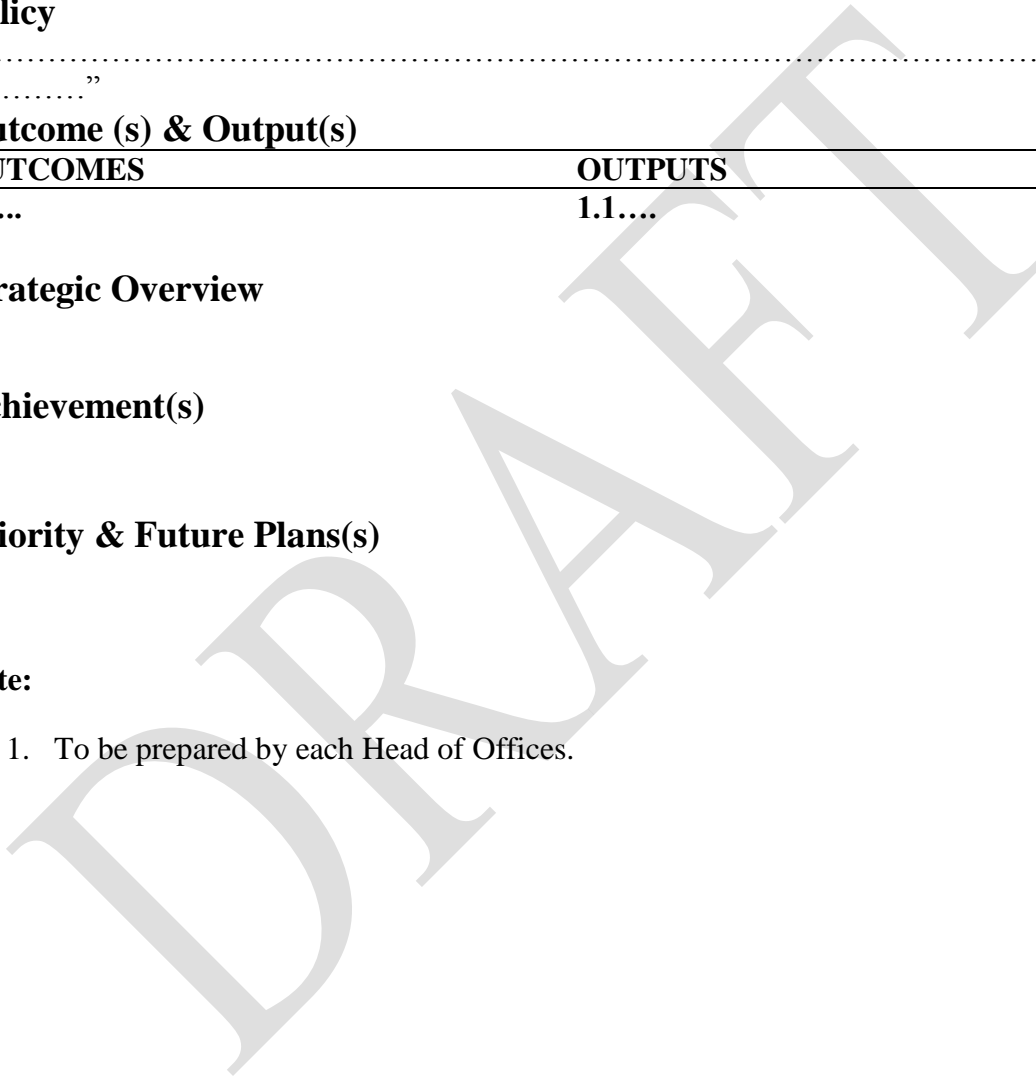 licy
……………………………………………………………………………………
………”
utcome (s) & Output(s)
UTCOMES OUTPUTS
…. 1.1….
rategic Overview
chievement(s)
iority & Future Plans(s)
te:
1. To be prepared by each Head of Offices.
DRAFT